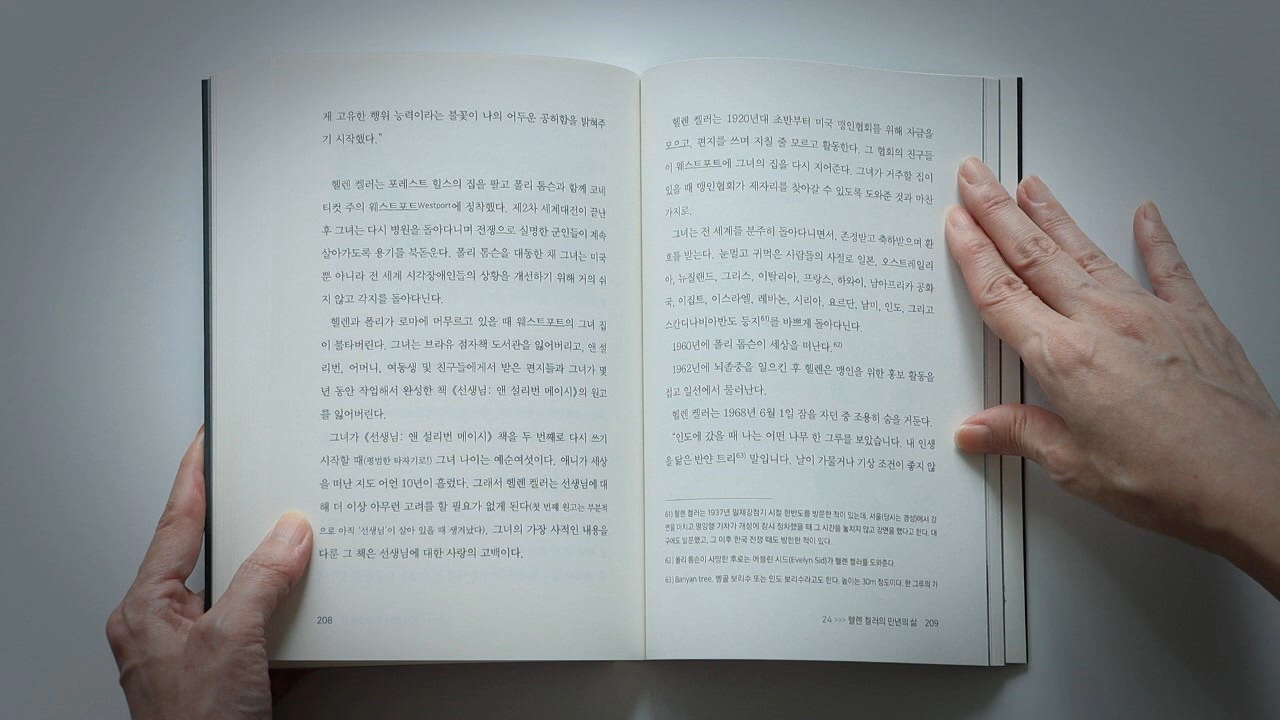 게 고유한 행위 능력이라는 불꽃이 나의 어두운 공허함을 밝혀주
기 시작했다."
헬렌 켈러는 포레스트 힐스의 집을 팔고 폴리 톰슨과 함께 코네
티컷 주의 웨스트포트Westport에 정착했다. 제2차 세계대전이 끝난
후 그녀는 다시 병원을 돌아다니며 전쟁으로 실명한 군인들이 계속
살아가도록 용기를 북돋운다. 폴리 톰슨을 대동한 채 그녀는 미국
뿐 아니라 전 세계 시각장애인들의 상황을 개선하기 위해 거의 쉬
지 않고 각지를 돌아다닌다.
헬렌과 폴리가 로마에 머무르고 있을 때 웨스트포트의 그녀 집
이 불타버린다. 그녀는 브라유 점자책 도서관을 잃어버리고, 앤 설
리번, 어머니, 여동생 및 친구들에게서 받은 편지들과 그녀가 몇
년 동안 작업해서 완성한 책 《선생님: 앤 설리번 메이시》의 원고
를 잃어버린다.
그녀가 《선생님: 앤 설리번 메이시》 책을 두 번째로 다시 쓰기
시작할 때(평범한 타자기로!) 그녀 나이는 예순여섯이다. 애니가 세상
을 떠난 지도 어언 10년이 흘렀다. 그래서 헬렌 켈러는 선생님에 대
해 더 이상 아무런 고려를 할 필요가 없게 된다(첫 번째 원고는 부분적
으로 아직 '선생님'이 살아 있을 때 생겨났다). 그녀의 가장 사적인 내용을
다룬 그 책은 선생님에 대한 사랑의 고백이다.
208
헬렌 켈러는 1920년대 초반부터 미국 맹인협회를 위해 자금을
모으고, 편지를 쓰며 지칠 줄 모르고 활동한다. 그 협회의 친구들
이 웨스트포트에 그녀의 집을 다시 지어준다. 그녀가 거주할 집이
있을 때 맹인협회가 제자리를 찾아갈 수 있도록 도와준 것과 마찬
가지로.
그녀는 전 세계를 분주히 돌아다니면서, 존경받고 축하받으며 환
호를 받는다. 눈멀고 귀먹은 사람들의 사절로 일본, 오스트레일리
아, 뉴질랜드, 그리스, 이탈리아, 프랑스, 하와이, 남아프리카 공화
국, 이집트, 이스라엘, 레바논, 시리아, 요르단, 남미, 인도, 그리고
스칸디나비아반도 등지61)를 바쁘게 돌아다닌다.
1960년에 폴리 톰슨이 세상을 떠난다.62)
1962년에 뇌졸중을 일으킨 후 헬렌은 맹인을 위한 홍보 활동을
접고 일선에서 물러난다.
헬렌 켈러는 1968년 6월 1일 잠을 자던 중 조용히 숨을 거둔다.
"인도에 갔을 때 나는 어떤 나무 한 그루를 보았습니다. 내 인생
을 닮은 반얀 트리63) 말입니다. 날이 가물거나 기상 조건이 좋지 않
61) 헬렌 켈러는 1937년 일제강점기 시절 한반도를 방문한 적이 있는데, 서울(당시는 경성)에서 강
연을 마치고 평양행 기차가 개성에 잠시 정차했을 때 그 시간을 놓치지 않고 강연을 했다고 한다. 대
구에도 방문했고, 그 이후 한국 전쟁 때도 방한한 적이 있다.
62) 폴리 톰슨이 사망한 후로는 에블린 시드(Evelyn Sid)가 헬렌 켈러를 도와준다.
63) Banyan tree. 벵골 보리수 또는 인도 보리수라고도 한다. 높이는 30m 정도이다. 한 그루의 가
24 >>> 헬렌 켈러의 만년의 삶 209